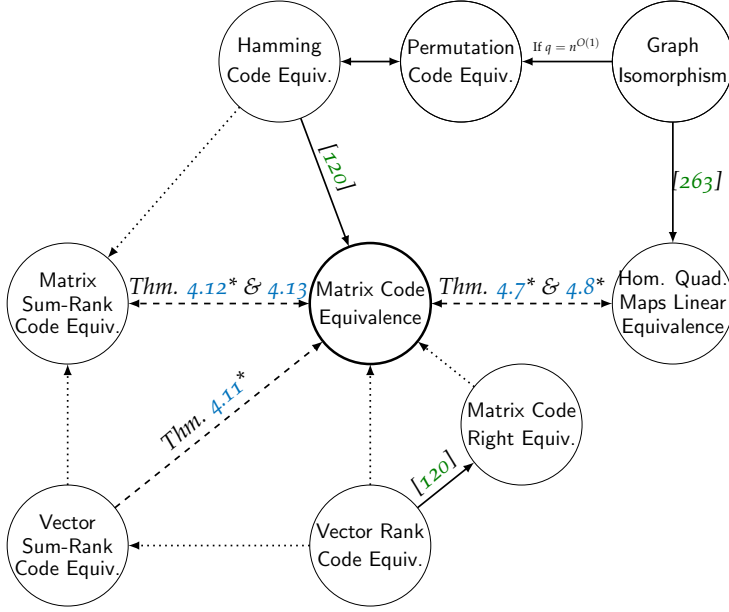 Hamming
Code Equiv.
Permutation
Code Equiv.
If q = n^{O(1)}
Graph
Isomorphism
[120]
[263]
Matrix
Sum-Rank
Code Equiv.
Thm. 4.12* & 4.13
Matrix Code
Equivalence
Thm. 4.7* & 4.8*
Hom. Quad.
Maps Linear
Equivalence
Thm. 4.11*
Matrix Code
Right Equiv.
[120]
Vector
Sum-Rank
Code Equiv.
Vector Rank
Code Equiv.